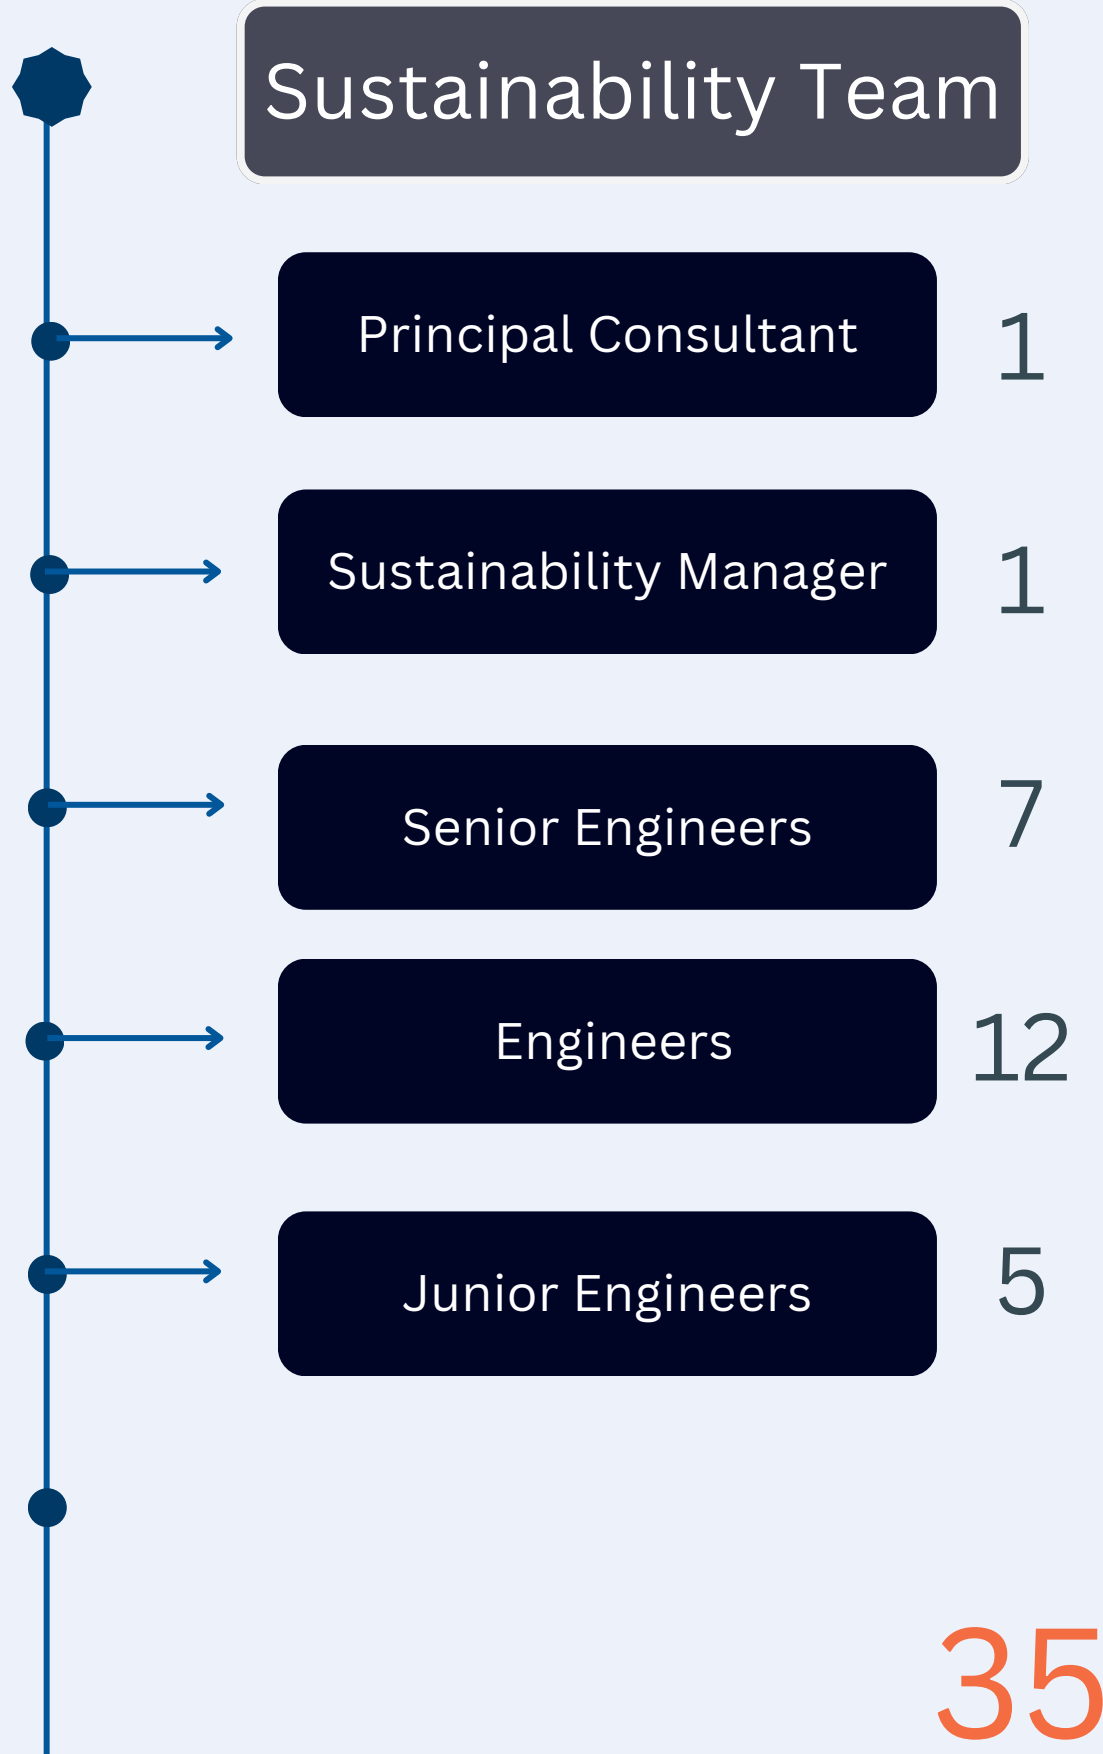 Sustainability Team
Principal Consultant
1
Sustainability Manager
1
Senior Engineers
7
Engineers
12
Junior Engineers
5
35